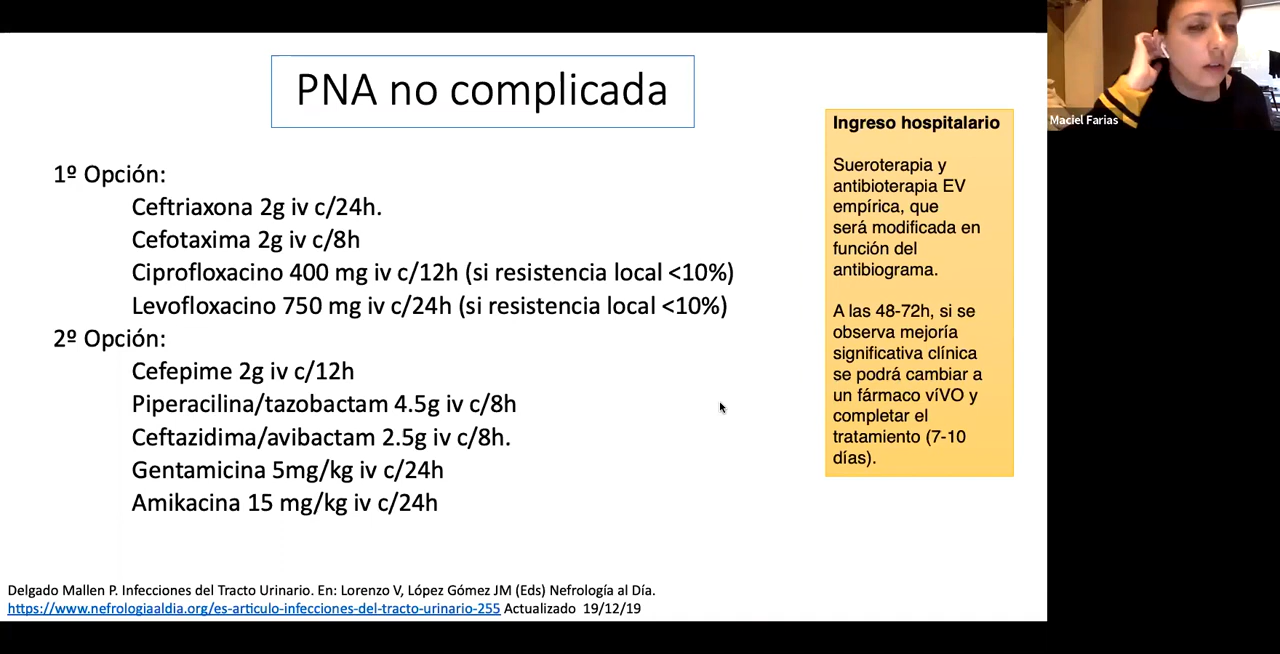 PNA no complicada
1º Opción:
Ceftriaxona 2g iv c/24h.
Cefotaxima 2g iv c/8h
Ciprofloxacino 400 mg iv c/12h (si resistencia local <10%)
Levofloxacino 750 mg iv c/24h (si resistencia local <10%)
2º Opción:
Cefepime 2g iv c/12h
Piperacilina/tazobactam 4.5g iv c/8h
Ceftazidima/avibactam 2.5g iv c/8h.
Gentamicina 5mg/kg iv c/24h
Amikacina 15 mg/kg iv c/24h
Ingreso hospitalario
Sueroterapia y
antibioterapia EV
empírica, que
será modificada en
función del
antibiograma.
A las 48-72h, si se
observa mejoría
significativa clínica
se podrá cambiar a
un fármaco víVO y
completar el
tratamiento (7-10
días).
Maciel Farias
Delgado Mallen P. Infecciones del Tracto Urinario. En: Lorenzo V, López Gómez JM (Eds) Nefrología al Día.
https://www.nefrologiaaldia.org/es-articulo-infecciones-del-tracto-urinario-255 Actualizado 19/12/19